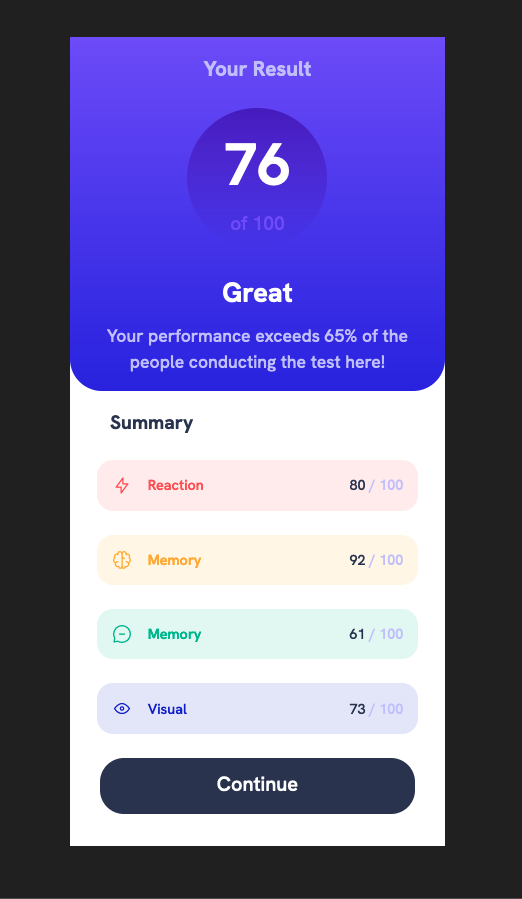 Your Result
76
of 100
Great
Your performance exceeds 65% of the
people conducting the test here!
Summary
Reaction 80 / 100
Memory 92 / 100
Memory 61 / 100
Visual 73 / 100
Continue